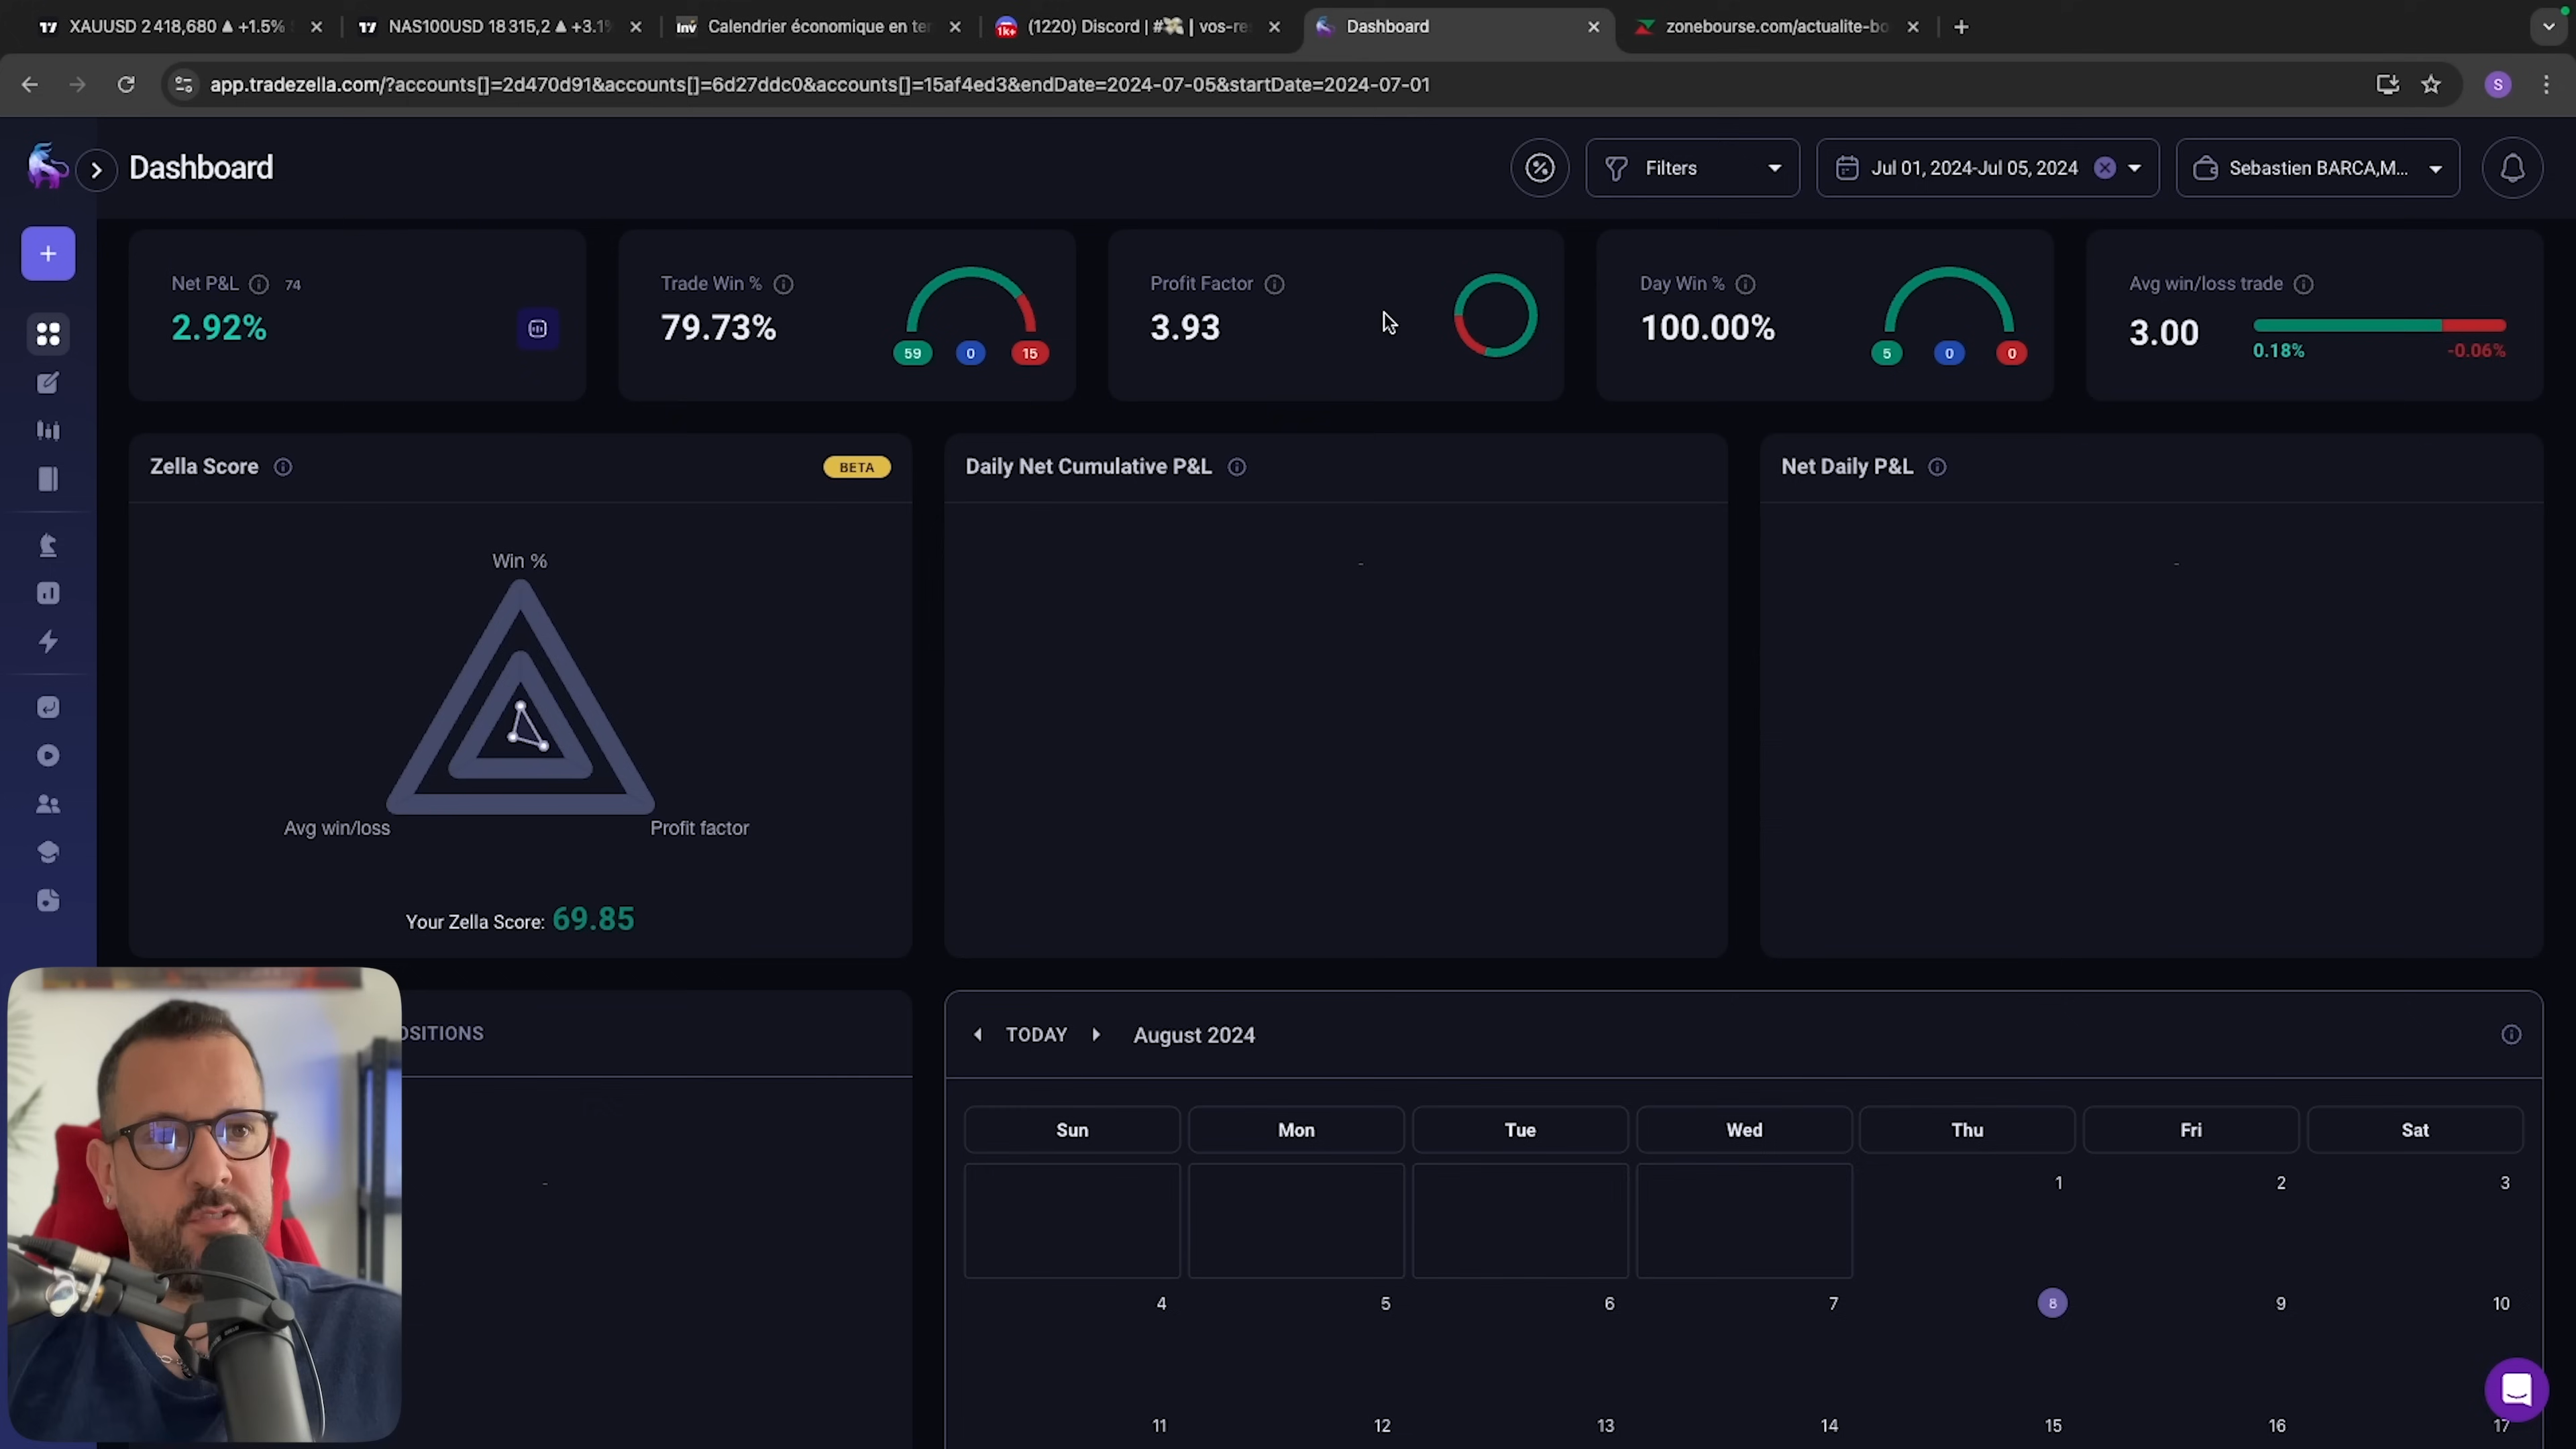 XAUUSD 2 418,680 ▲ +1.5%
NAS100USD 18 315,2 ▲ +3.1%
Inv Calendrier économique en te
(1220) Discord | #💸 | vos-re
Dashboard
zonebourse.com/actualite-bo
app.tradezella.com/?accounts[]=2d470d91&accounts[]=6d27ddc0&accounts[]=15af4ed3&endDate=2024-07-05&startDate=2024-07-01
S
Dashboard
Filters
Jul 01, 2024-Jul 05, 2024
Sebastien BARCA,M...
Net P&L 74
2.92%
Trade Win %
79.73%
59 0 15
Profit Factor
3.93
Day Win %
100.00%
5 0 0
Avg win/loss trade
3.00
0.18% -0.06%
Zella Score
BETA
Win %
Avg win/loss
Profit factor
Your Zella Score: 69.85
Daily Net Cumulative P&L
-
Net Daily P&L
-
OSITIONS
-
TODAY
August 2024
Sun Mon Tue Wed Thu Fri Sat
1 2 3
4 5 6 7 8 9 10
11 12 13 14 15 16 17